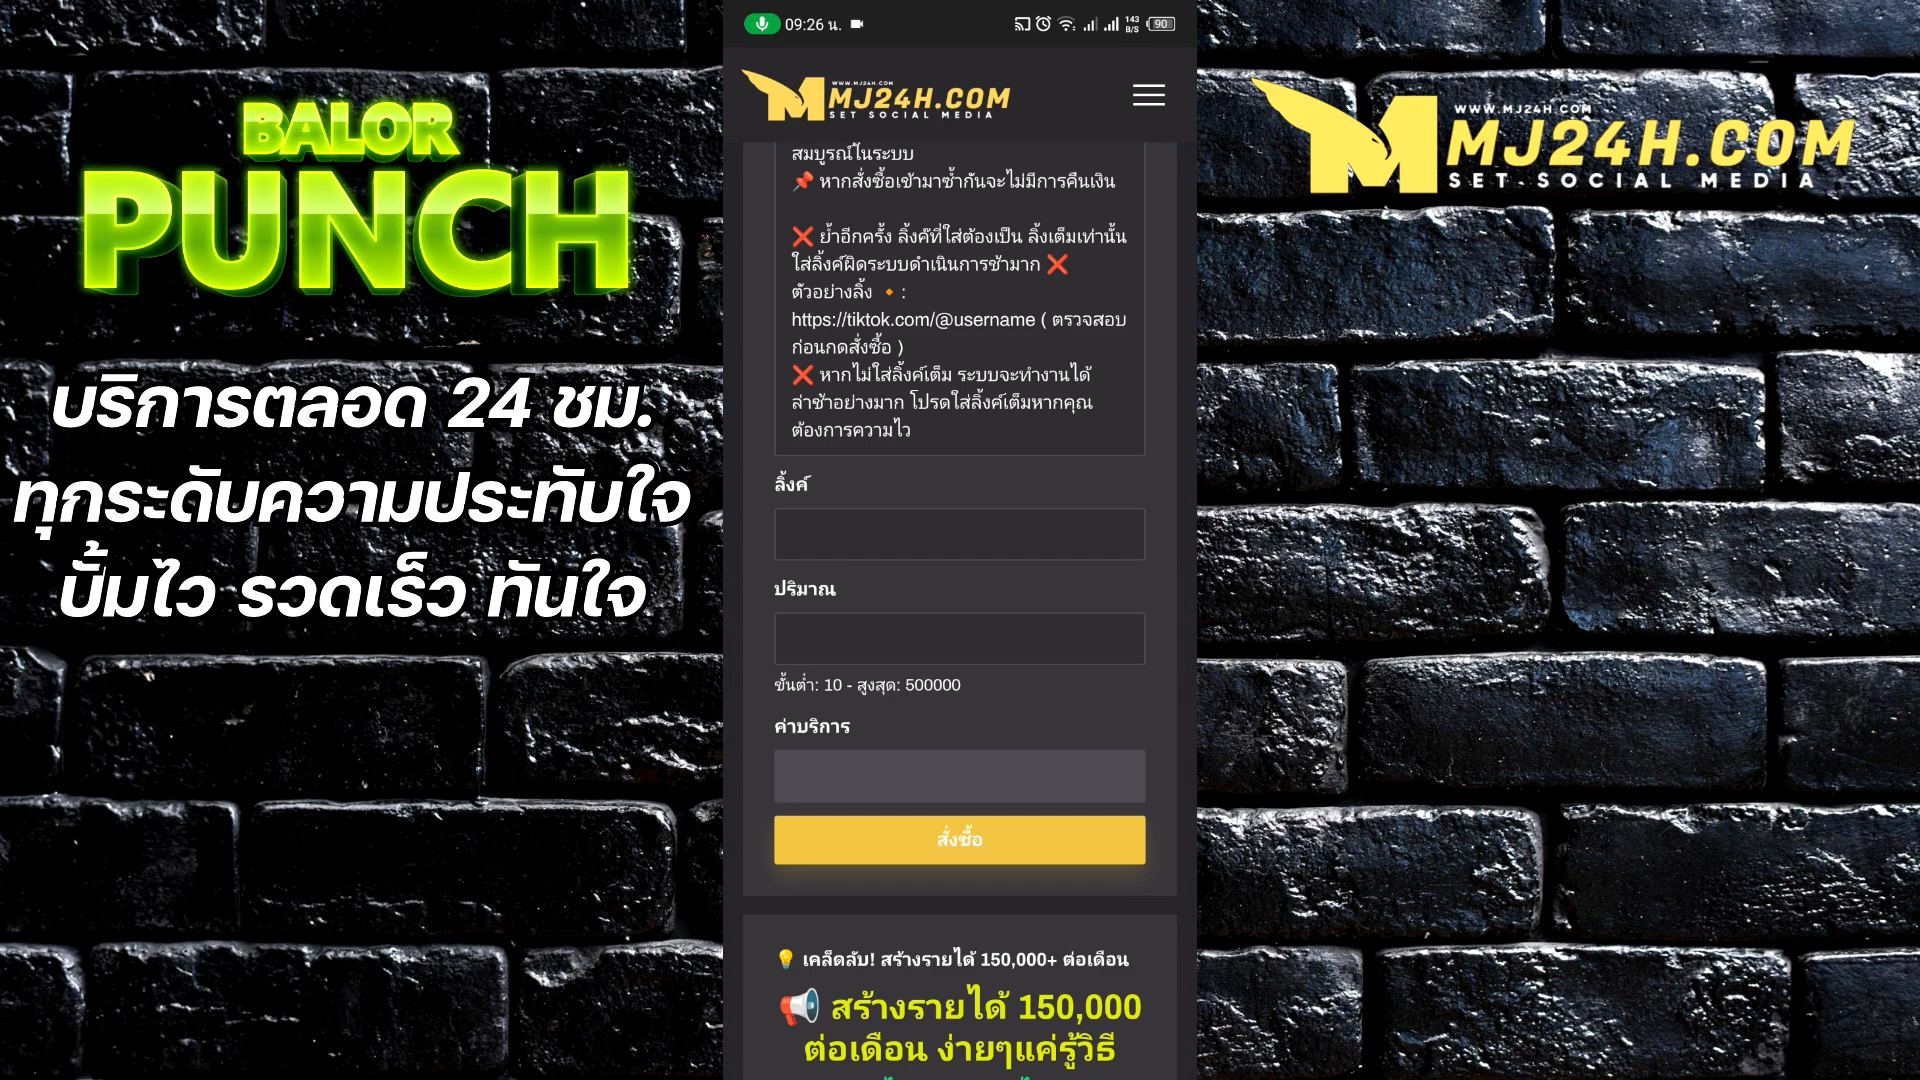 BALOR
PUNCH
บริการตลอด 24 ชม.
ทุกระดับความประทับใจ
ปั้มไว รวดเร็ว ทันใจ
09:26 น.
143
B/S
90
WWW.MJ24H.COM
MJ24H.COM
SET SOCIAL MEDIA
สมบูรณ์ในระบบ
📌 หากสั่งซื้อเข้ามาซ้ำกันจะไม่มีการคืนเงิน
❌ ย้ำอีกครั้ง ลิ้งค์ที่ใส่ต้องเป็น ลิ้งเต็มเท่านั้น
ใส่ลิ้งค์ผิดระบบดำเนินการช้ามาก ❌
ตัวอย่างลิ้ง 🔸 :
https://tiktok.com/@username ( ตรวจสอบ
ก่อนกดสั่งซื้อ )
❌ หากไม่ใส่ลิ้งค์เต็ม ระบบจะทำงานได้
ล่าช้าอย่างมาก โปรดใส่ลิ้งค์เต็มหากคุณ
ต้องการความไว
ลิ้งค์
ปริมาณ
ขั้นต่ำ: 10 - สูงสุด: 500000
ค่าบริการ
สั่งซื้อ
💡 เคล็ดลับ! สร้างรายได้ 150,000+ ต่อเดือน
📢 สร้างรายได้ 150,000
ต่อเดือน ง่ายๆแค่รู้วิธี
WWW.MJ24H.COM
MJ24H.COM
SET SOCIAL MEDIA